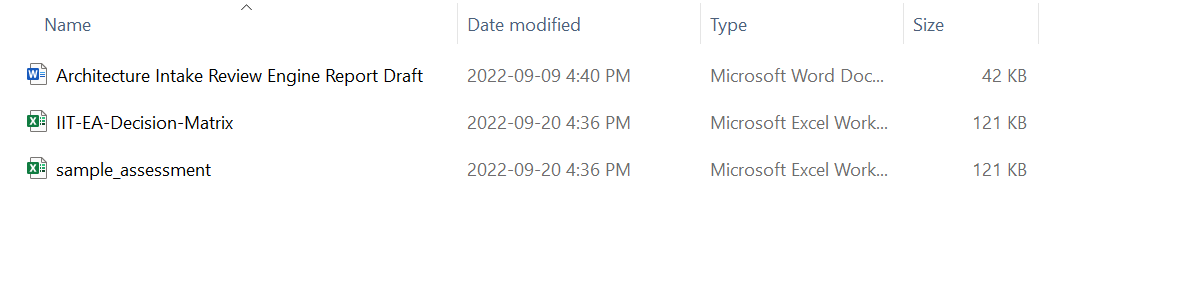 Name Date modified Type Size
Architecture Intake Review Engine Report Draft 2022-09-09 4:40 PM Microsoft Word Doc... 42 KB
IIT-EA-Decision-Matrix 2022-09-20 4:36 PM Microsoft Excel Work... 121 KB
sample_assessment 2022-09-20 4:36 PM Microsoft Excel Work... 121 KB